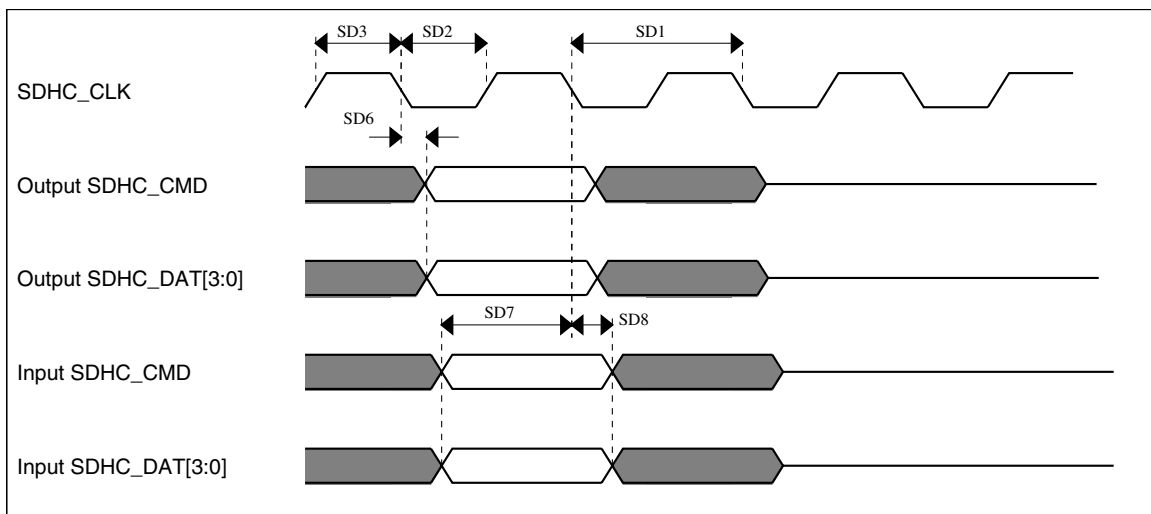 SD3 SD2 SD1
SDHC_CLK
SD6
Output SDHC_CMD
Output SDHC_DAT[3:0]
SD7 SD8
Input SDHC_CMD
Input SDHC_DAT[3:0]